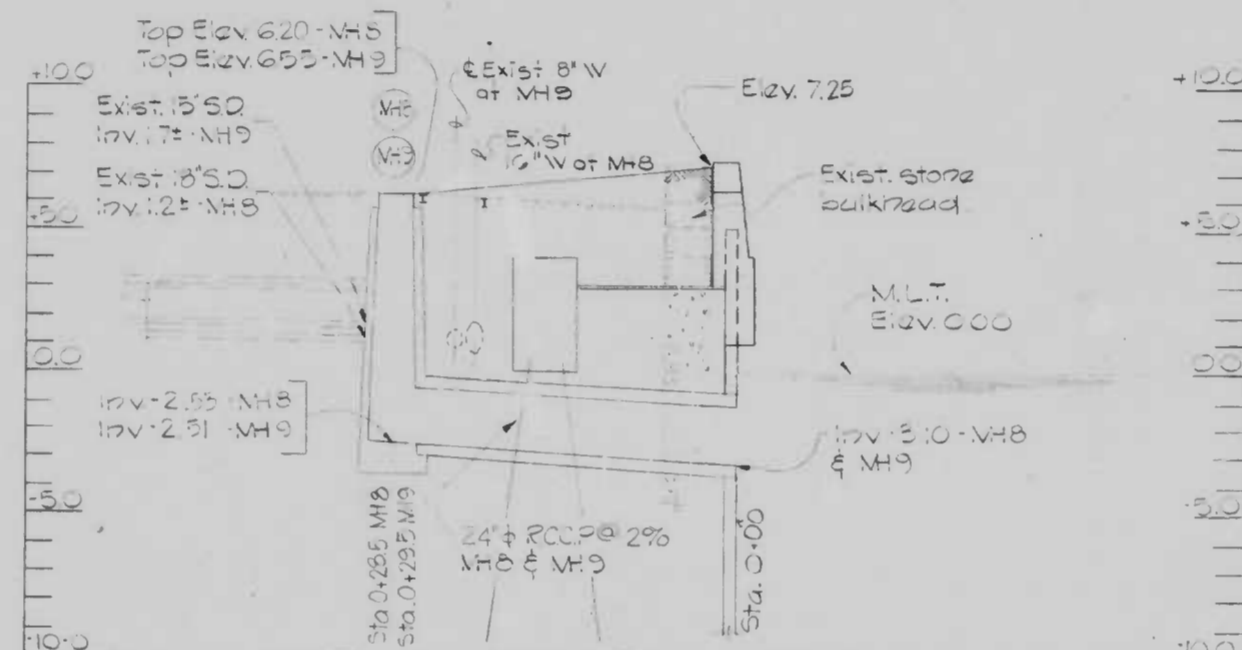 Top Elev. 6.20 - MH8
Top Elev. 6.55 - MH9
+10.0
Exist. 15" S.D.
Inv. 1.7± - MH9
Exist. 18" S.D.
Inv. 1.2± - MH8
+5.0
MH8
MH9
℄ Exist 8" W
at MH9
Exist
16" W at MH8
Elev. 7.25
+10.0
Exist. stone
bulkhead
+5.0
M.L.T.
Elev. 0.00
0.0
0.0
Inv - 2.53 - MH8
Inv - 2.51 - MH9
Inv - 3.10 - MH8
& MH9
-5.0
-5.0
Sta 0+28.5 MH8
Sta. 0+29.5 MH9
24" ϕ R.C.C.P @ 2%
MH8 & MH9
Sta. 0+00
-10.0
-10.0